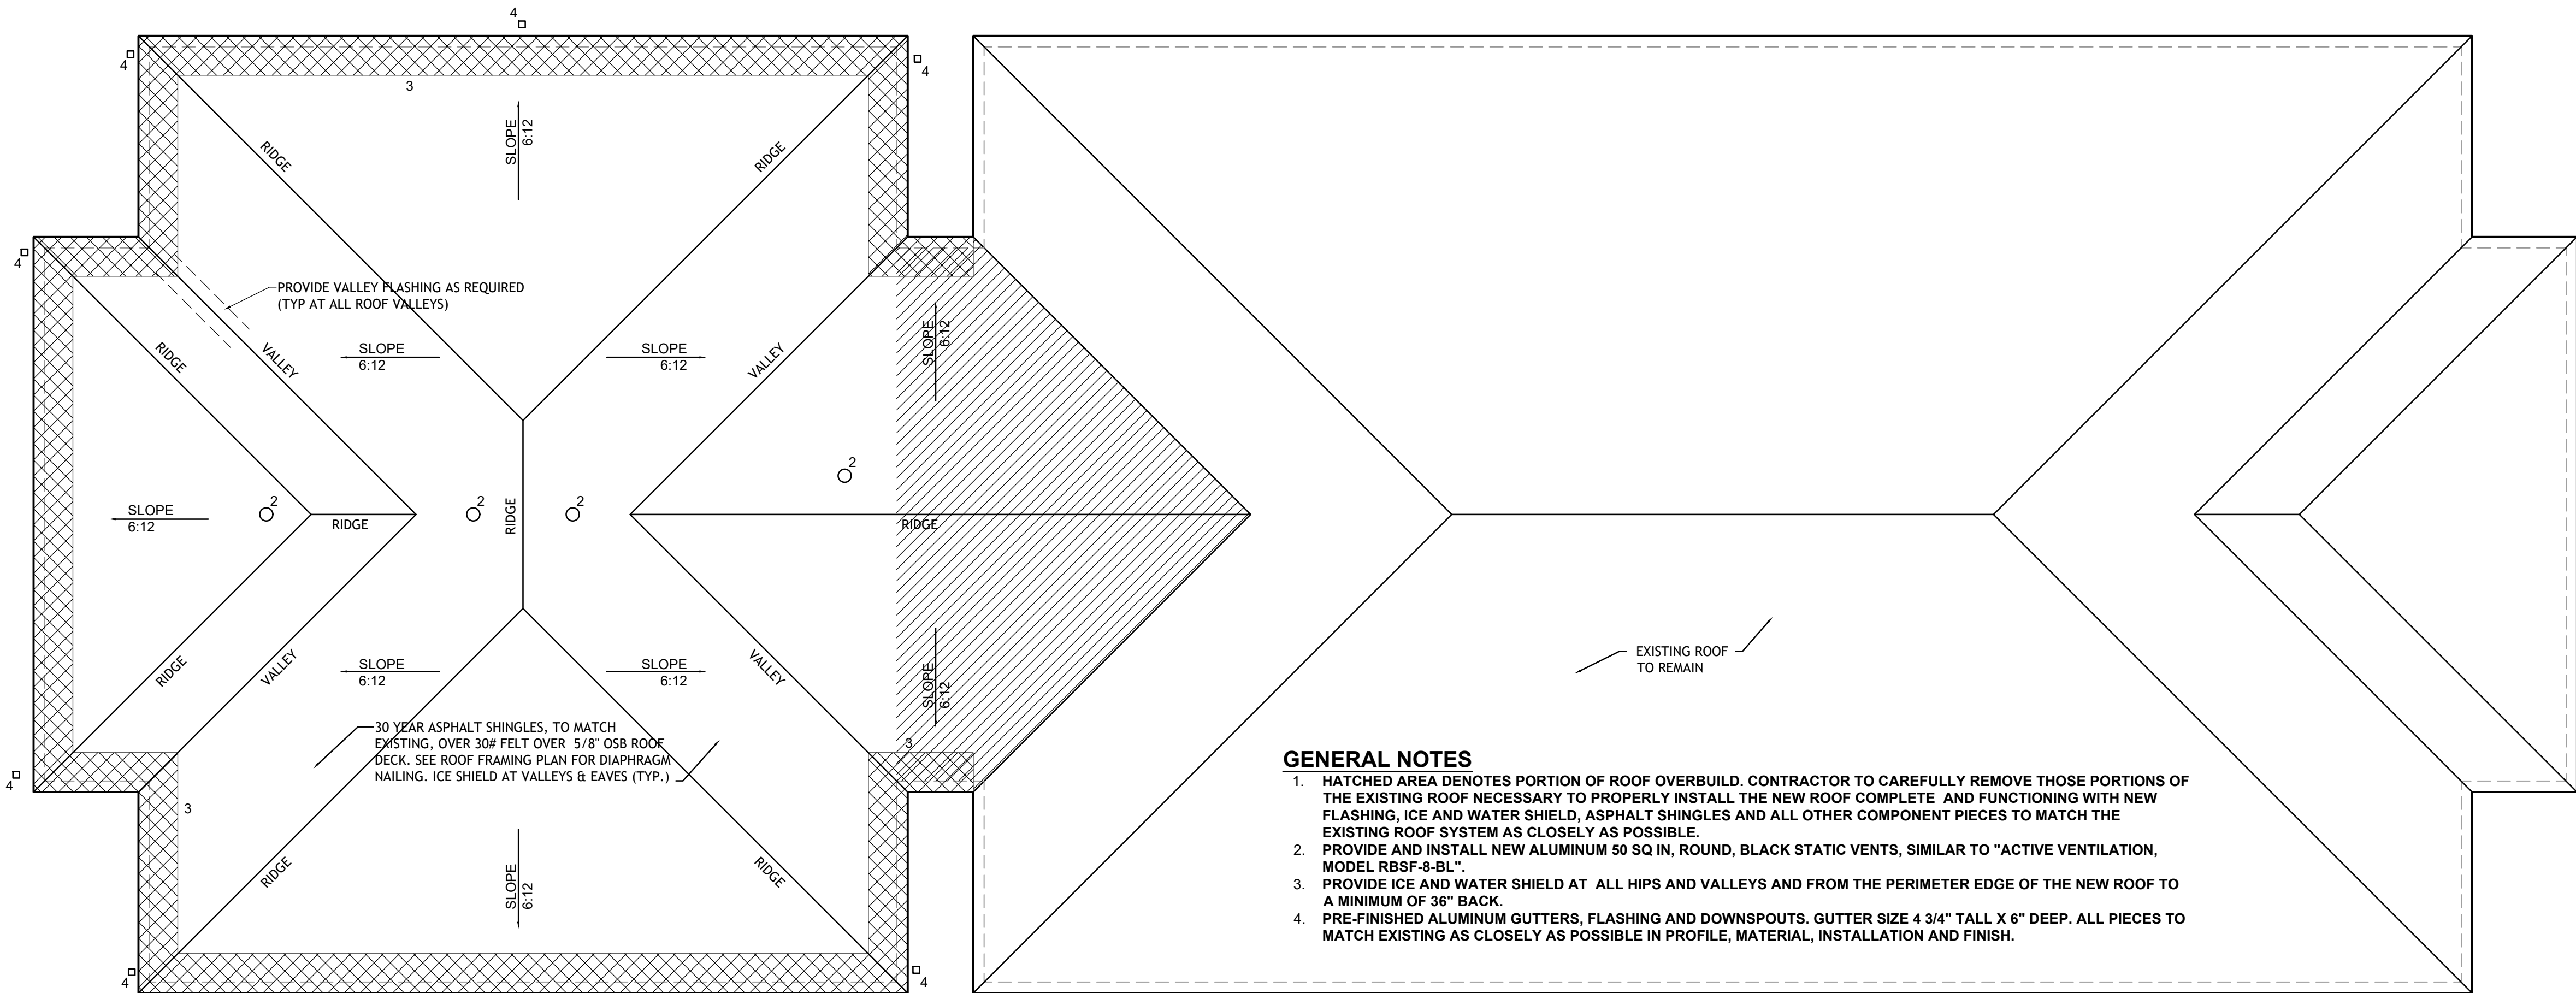 4
4
4
3
SLOPE
6:12
RIDGE
RIDGE
4
PROVIDE VALLEY FLASHING AS REQUIRED
(TYP AT ALL ROOF VALLEYS)
RIDGE
VALLEY
SLOPE
6:12
SLOPE
6:12
VALLEY
SLOPE
6:12
2
2
2
2
SLOPE
6:12
RIDGE
RIDGE
RIDGE
RIDGE
VALLEY
SLOPE
6:12
SLOPE
6:12
VALLEY
SLOPE
6:12
EXISTING ROOF
TO REMAIN
30 YEAR ASPHALT SHINGLES, TO MATCH
EXISTING, OVER 30# FELT OVER 5/8" OSB ROOF
DECK. SEE ROOF FRAMING PLAN FOR DIAPHRAGM
NAILING. ICE SHIELD AT VALLEYS & EAVES (TYP.)
3
4
3
RIDGE
SLOPE
6:12
RIDGE
4
4
GENERAL NOTES
1. HATCHED AREA DENOTES PORTION OF ROOF OVERBUILD. CONTRACTOR TO CAREFULLY REMOVE THOSE PORTIONS OF
THE EXISTING ROOF NECESSARY TO PROPERLY INSTALL THE NEW ROOF COMPLETE AND FUNCTIONING WITH NEW
FLASHING, ICE AND WATER SHIELD, ASPHALT SHINGLES AND ALL OTHER COMPONENT PIECES TO MATCH THE
EXISTING ROOF SYSTEM AS CLOSELY AS POSSIBLE.
2. PROVIDE AND INSTALL NEW ALUMINUM 50 SQ IN, ROUND, BLACK STATIC VENTS, SIMILAR TO "ACTIVE VENTILATION,
MODEL RBSF-8-BL".
3. PROVIDE ICE AND WATER SHIELD AT ALL HIPS AND VALLEYS AND FROM THE PERIMETER EDGE OF THE NEW ROOF TO
A MINIMUM OF 36" BACK.
4. PRE-FINISHED ALUMINUM GUTTERS, FLASHING AND DOWNSPOUTS. GUTTER SIZE 4 3/4" TALL X 6" DEEP. ALL PIECES TO
MATCH EXISTING AS CLOSELY AS POSSIBLE IN PROFILE, MATERIAL, INSTALLATION AND FINISH.